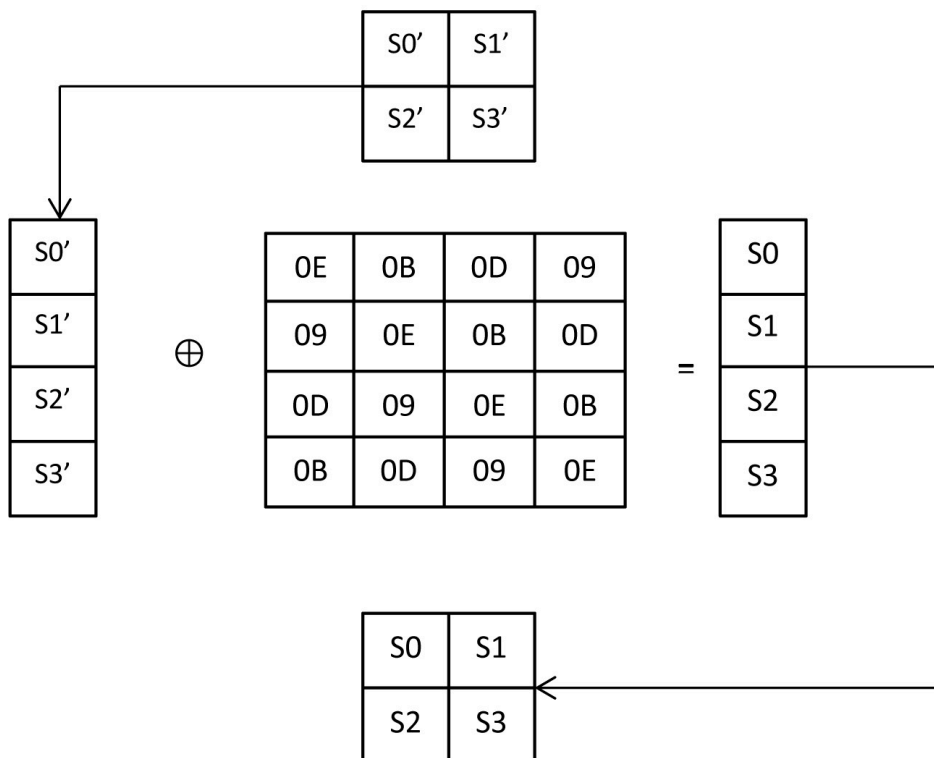 S0’ S1’
S2’ S3’
S0’
S1’
S2’
S3’
⊕
0E 0B 0D 09
09 0E 0B 0D
0D 09 0E 0B
0B 0D 09 0E
=
S0
S1
S2
S3
S0 S1
S2 S3